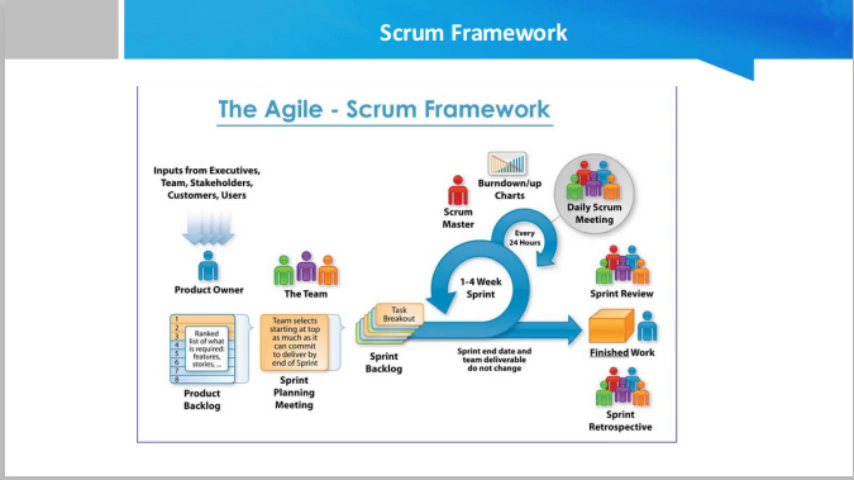 Scrum Framework
The Agile - Scrum Framework
Inputs from Executives,
Team, Stakeholders,
Customers, Users
Product Owner
The Team
1
2
3
4
5
6
7
8
Ranked
list of what
is required:
features,
stories, ...
Product
Backlog
Team selects
starting at top
as much as it
can commit
to deliver by
end of Sprint
Sprint
Planning
Meeting
Task
Breakout
Sprint
Backlog
Scrum
Master
Burndown/up
Charts
Every
24 Hours
1-4 Week
Sprint
Sprint end date and
team deliverable
do not change
Daily Scrum
Meeting
Sprint Review
Finished Work
Sprint
Retrospective